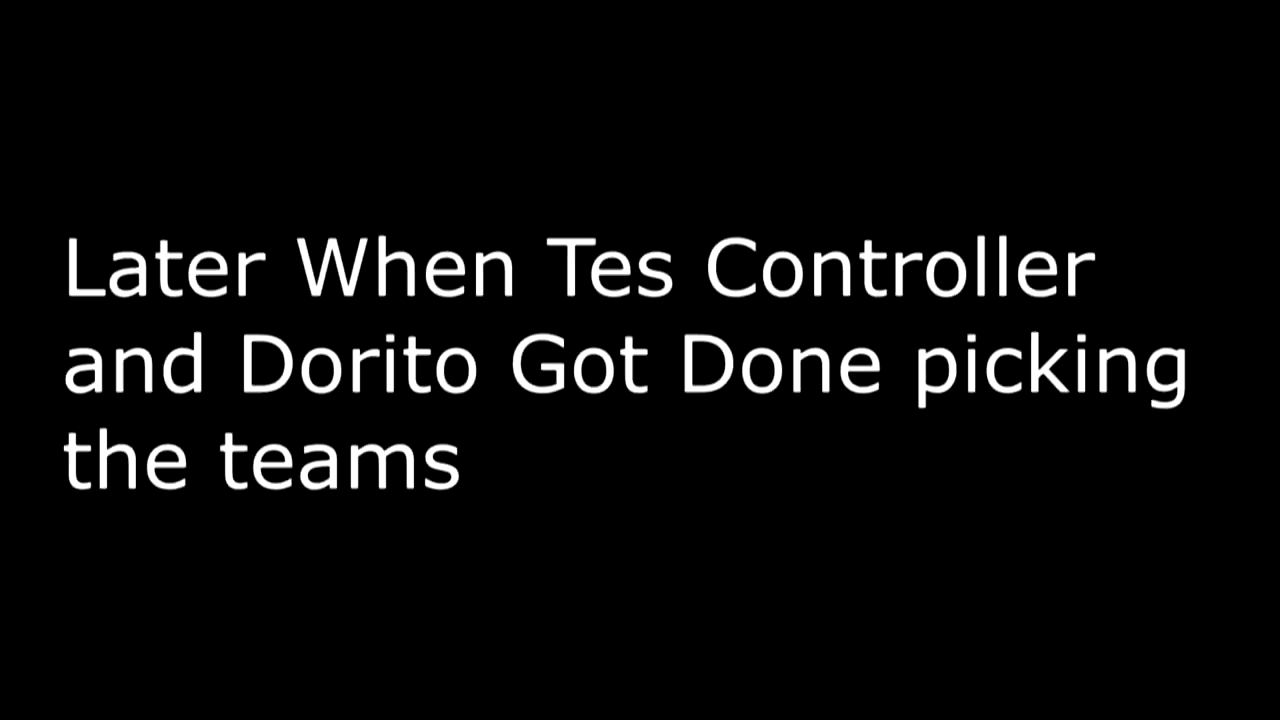 Later When Tes Controller
and Dorito Got Done picking
the teams